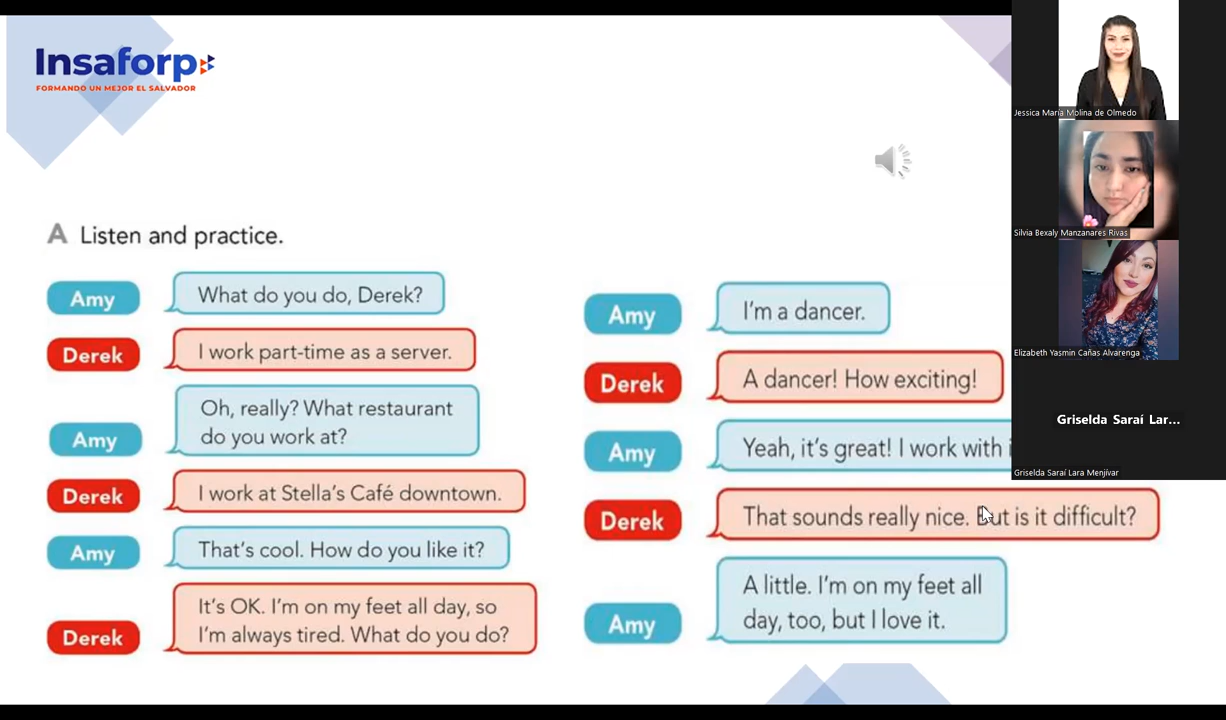 Insaforp
FORMANDO UN MEJOR EL SALVADOR
A Listen and practice.
Amy
What do you do, Derek?
Derek
I work part-time as a server.
Amy
Oh, really? What restaurant
do you work at?
Derek
I work at Stella's Café downtown.
Amy
That's cool. How do you like it?
Derek
It's OK. I'm on my feet all day, so
I'm always tired. What do you do?
Amy
I'm a dancer.
Derek
A dancer! How exciting!
Amy
Yeah, it's great! I work with
Derek
That sounds really nice. But is it difficult?
Amy
A little. I'm on my feet all
day, too, but I love it.
Jessica María Molina de Olmedo
Silvia Bexaly Manzanares Rivas
Elizabeth Yasmin Cañas Alvarenga
Griselda Saraí Lar...
Griselda Saraí Lara Menjívar